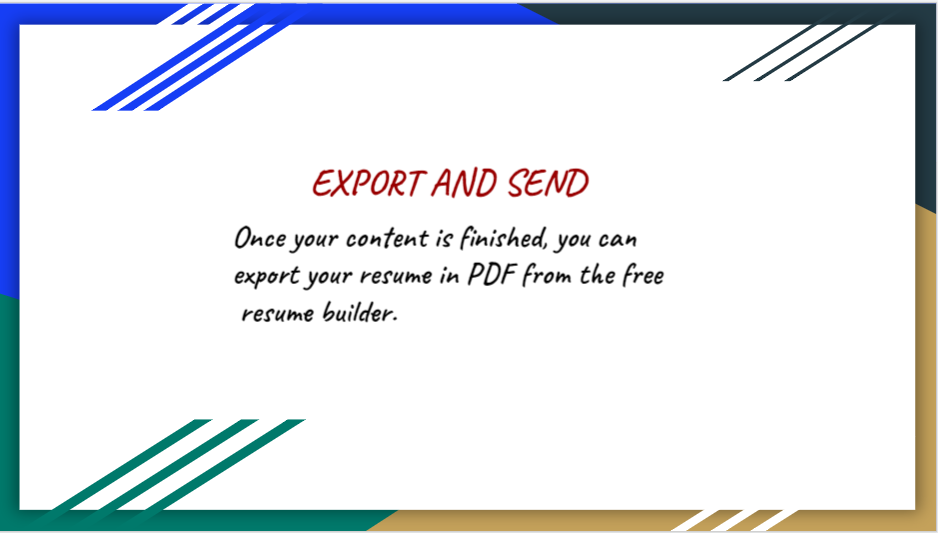 EXPORT AND SEND
Once your content is finished, you can
export your resume in PDF from the free
resume builder.